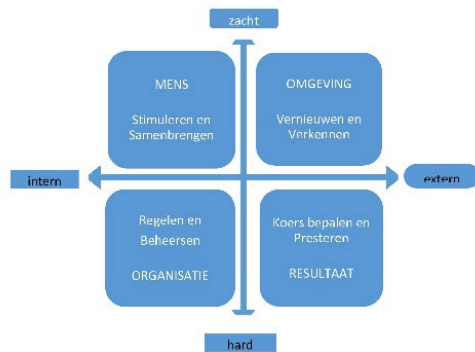 zacht
MENS
Stimuleren en
Samenbrengen
OMGEVING
Vernieuwen en
Verkennen
intern
extern
Regelen en
Beheersen
ORGANISATIE
Koers bepalen en
Presteren
RESULTAAT
hard